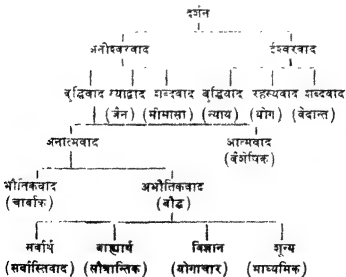 दर्शन
अनीश्वरवाद ईश्वरवाद
बुद्धिवाद स्याद्वाद शब्दवाद बुद्धिवाद रहस्यवाद शब्दवाद
(जैन) (मीमांसा) (न्याय) (योग) (वेदान्त)
अनात्मवाद आत्मवाद
(वैशेषिक)
भौतिकवाद अभौतिकवाद
(चार्वाक) (बौद्ध)
सर्वार्थ बाह्यार्थ विज्ञान शून्य
(सर्वास्तिवाद) (सौत्रान्तिक) (योगाचार) (माध्यमिक)